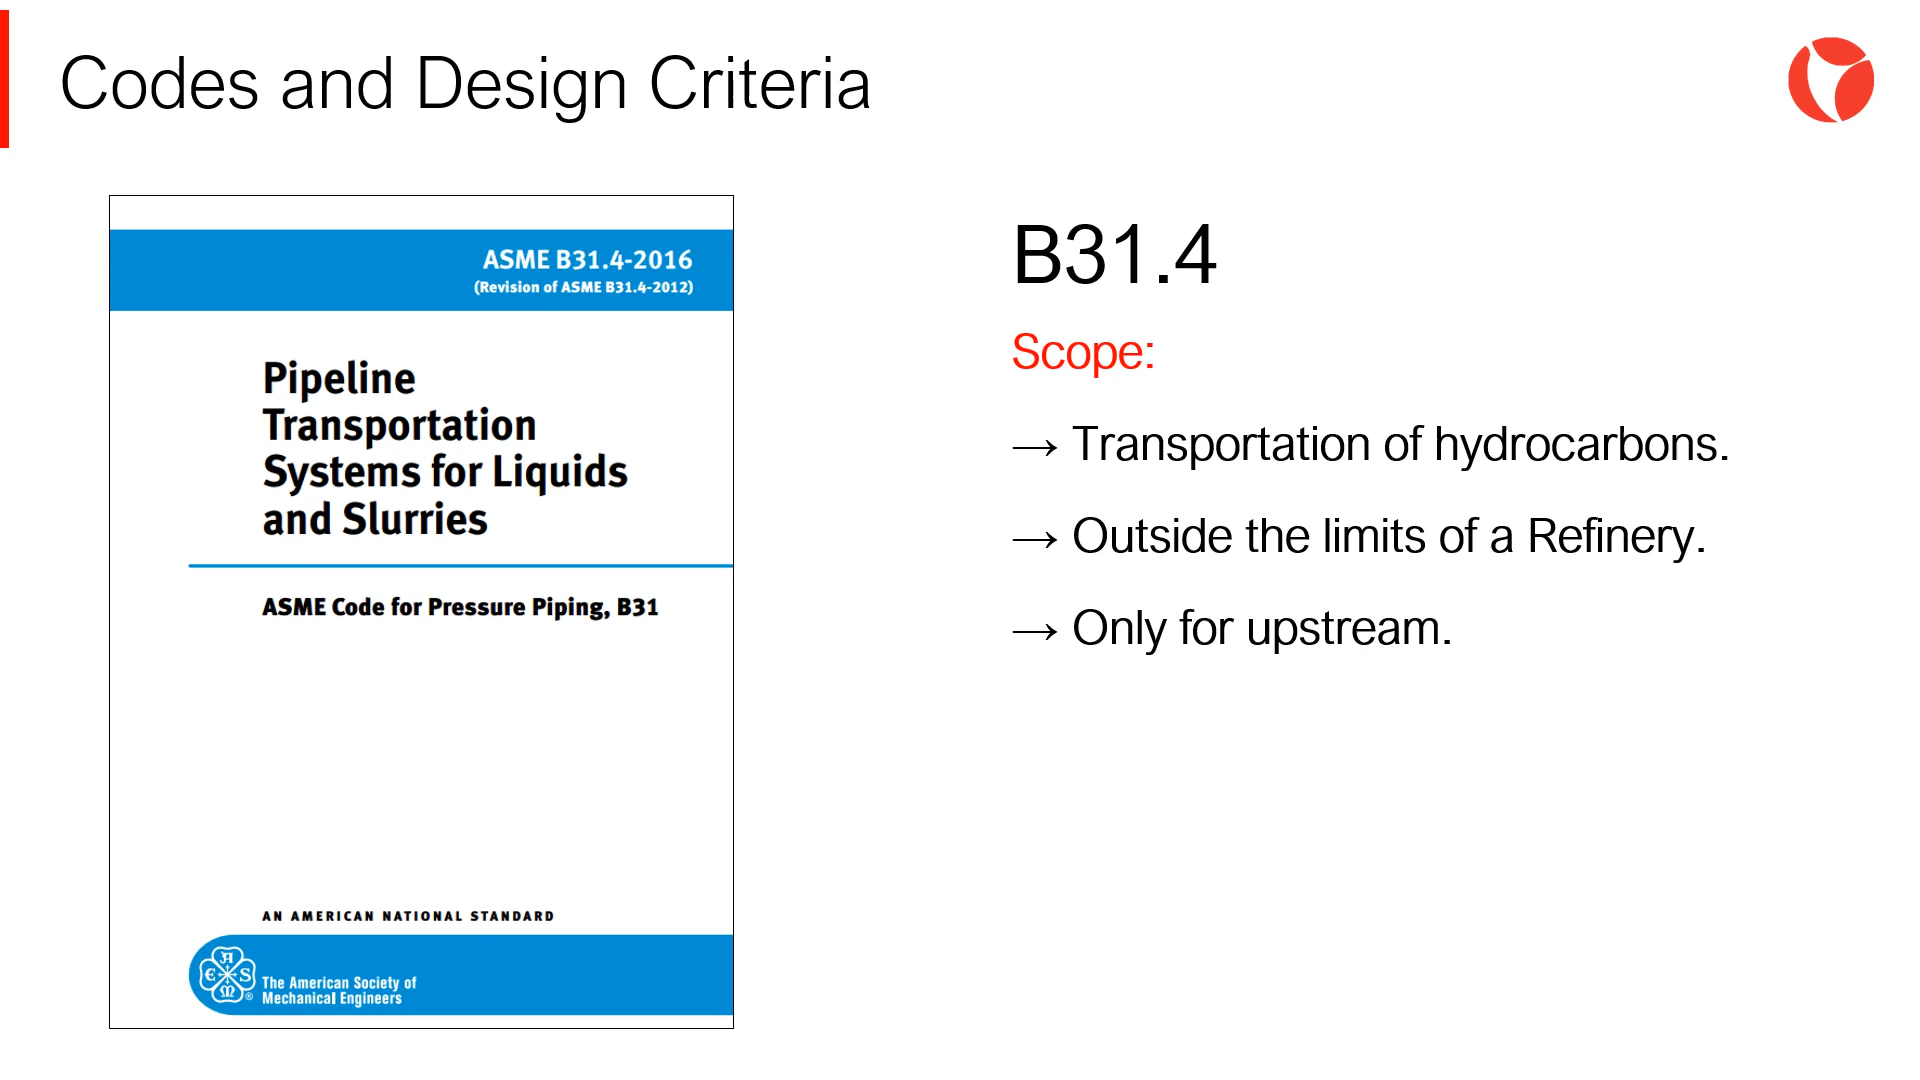 Codes and Design Criteria
ASME B31.4-2016
(Revision of ASME B31.4-2012)
Pipeline
Transportation
Systems for Liquids
and Slurries
ASME Code for Pressure Piping, B31
AN AMERICAN NATIONAL STANDARD
A
E S
M ®
The American Society of
Mechanical Engineers
B31.4
Scope:
→ Transportation of hydrocarbons.
→ Outside the limits of a Refinery.
→ Only for upstream.